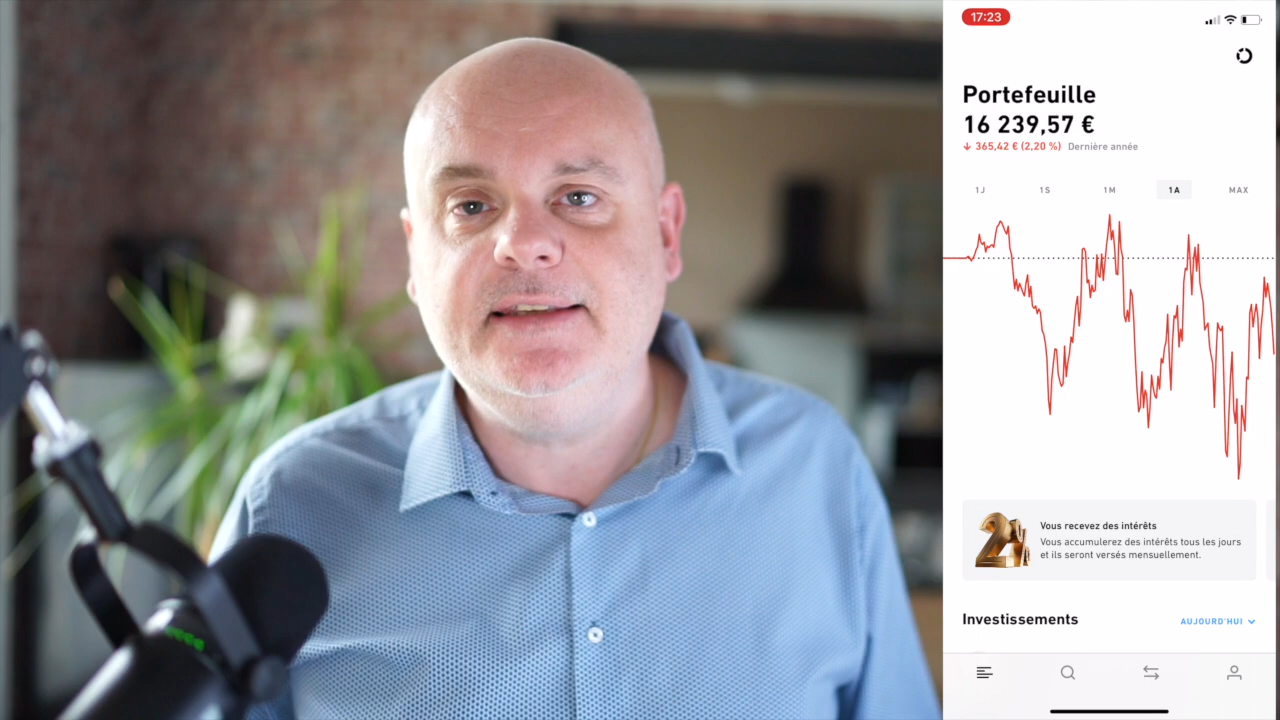 17:23
Portefeuille
16 239,57 €
↓ 365,42 € (2,20 %) Dernière année
1J 1S 1M 1A MAX
2%
Vous recevez des intérêts
Vous accumulerez des intérêts tous les jours
et ils seront versés mensuellement.
Investissements
AUJOURD'HUI